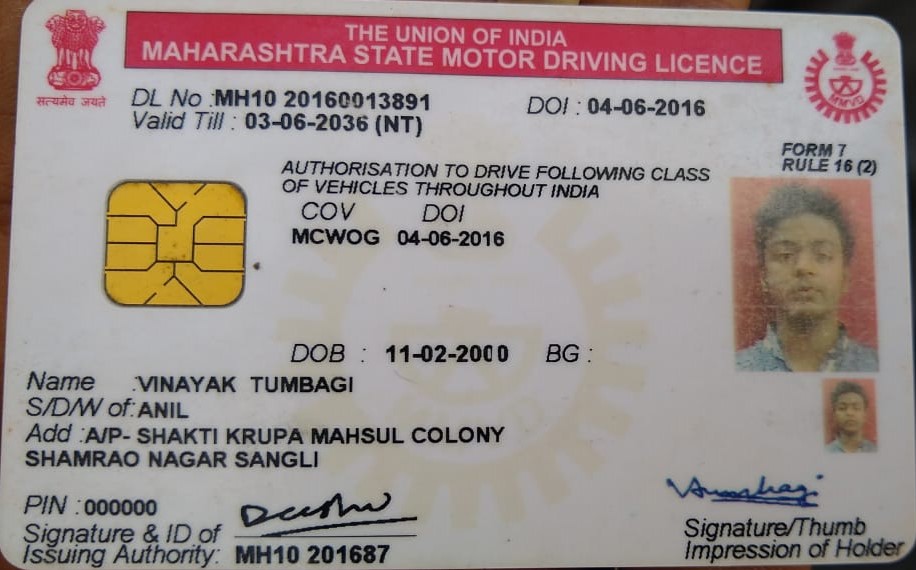 THE UNION OF INDIA
MAHARASHTRA STATE MOTOR DRIVING LICENCE
सत्यमेव जयते
MMVD
DL No : MH10 20160013891 DOI : 04-06-2016
Valid Till : 03-06-2036 (NT)
FORM 7
RULE 16 (2)
AUTHORISATION TO DRIVE FOLLOWING CLASS
OF VEHICLES THROUGHOUT INDIA
COV DOI
MCWOG 04-06-2016
DOB : 11-02-2000 BG :
Name : VINAYAK TUMBAGI
S/D/W of : ANIL
Add : A/P- SHAKTI KRUPA MAHSUL COLONY
SHAMRAO NAGAR SANGLI
PIN : 000000
Signature & ID of
Issuing Authority: MH10 201687
Signature/Thumb
Impression of Holder